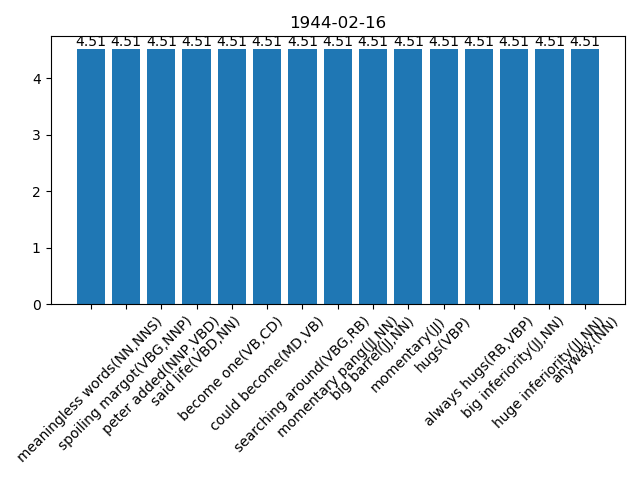 1944-02-16
4.51 4.51 4.51 4.51 4.51 4.51 4.51 4.51 4.51 4.51 4.51 4.51 4.51 4.51 4.51
4
3
2
1
0
meaningless words(NN,NNS)
spoiling margot(VBG,NNP)
peter added(NNP,VBD)
said life(VBD,NN)
become one(VB,CD)
could become(MD,VB)
searching around(VBG,RB)
momentary pang(JJ,NN)
big barrel(JJ,NN)
momentary(JJ)
hugs(VBP)
always hugs(RB,VBP)
big inferiority(JJ,NN)
huge inferiority(JJ,NN)
anyway.(NN)